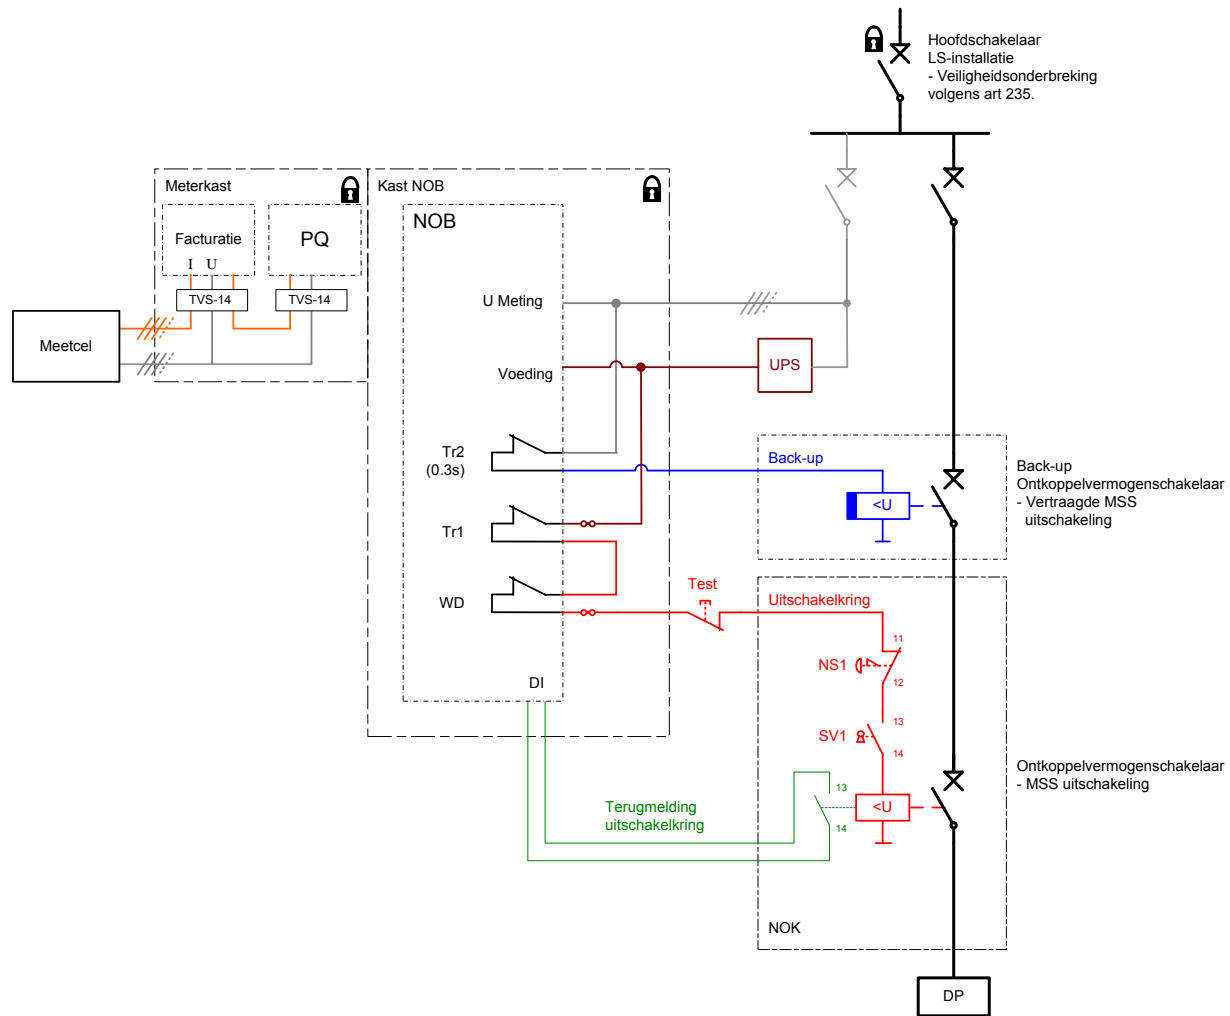 Hoofdschakelaar
LS-installatie
- Veiligheidsonderbreking
volgens art 235.
Meterkast
Kast NOB
NOB
Facturatie
I U
PQ
TVS-14
TVS-14
Meetcel
U Meting
Voeding
UPS
Tr2
(0.3s)
Back-up
<U
Back-up
Ontkoppelvermogenschakelaar
- Vertraagde MSS
uitschakeling
Tr1
WD
Test
Uitschakelkring
11
NS1
12
13
SV1
14
DI
Terugmelding
uitschakelkring
13
14
<U
Ontkoppelvermogenschakelaar
- MSS uitschakeling
NOK
DP